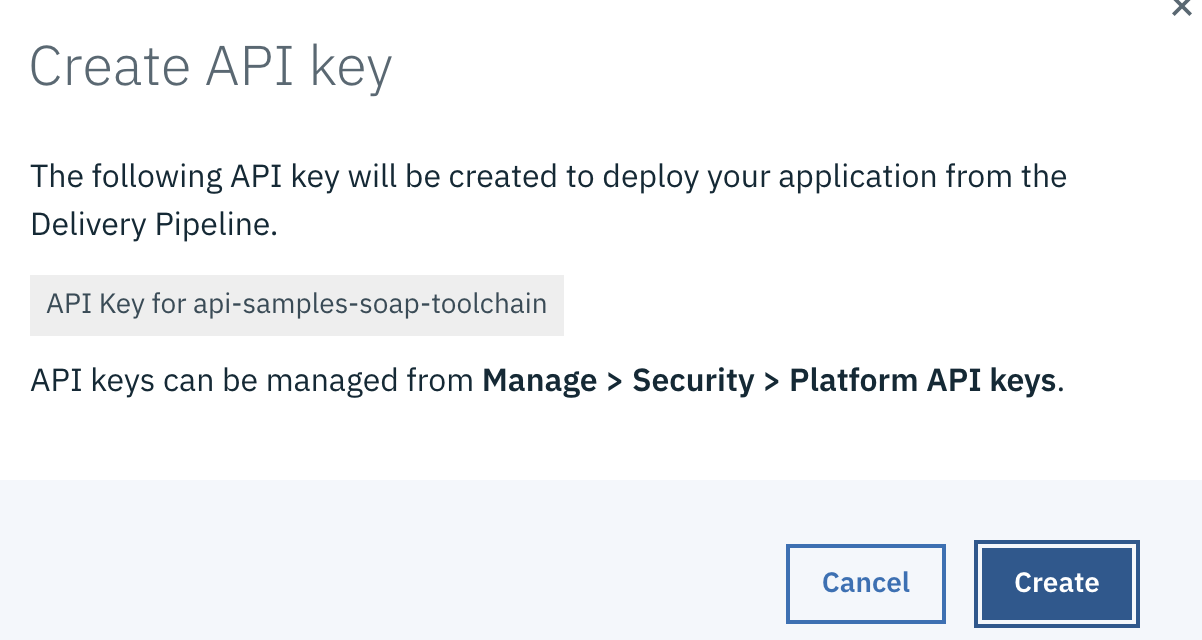 Create API key
The following API key will be created to deploy your application from the
Delivery Pipeline.
API Key for api-samples-soap-toolchain
API keys can be managed from Manage > Security > Platform API keys.
Cancel Create